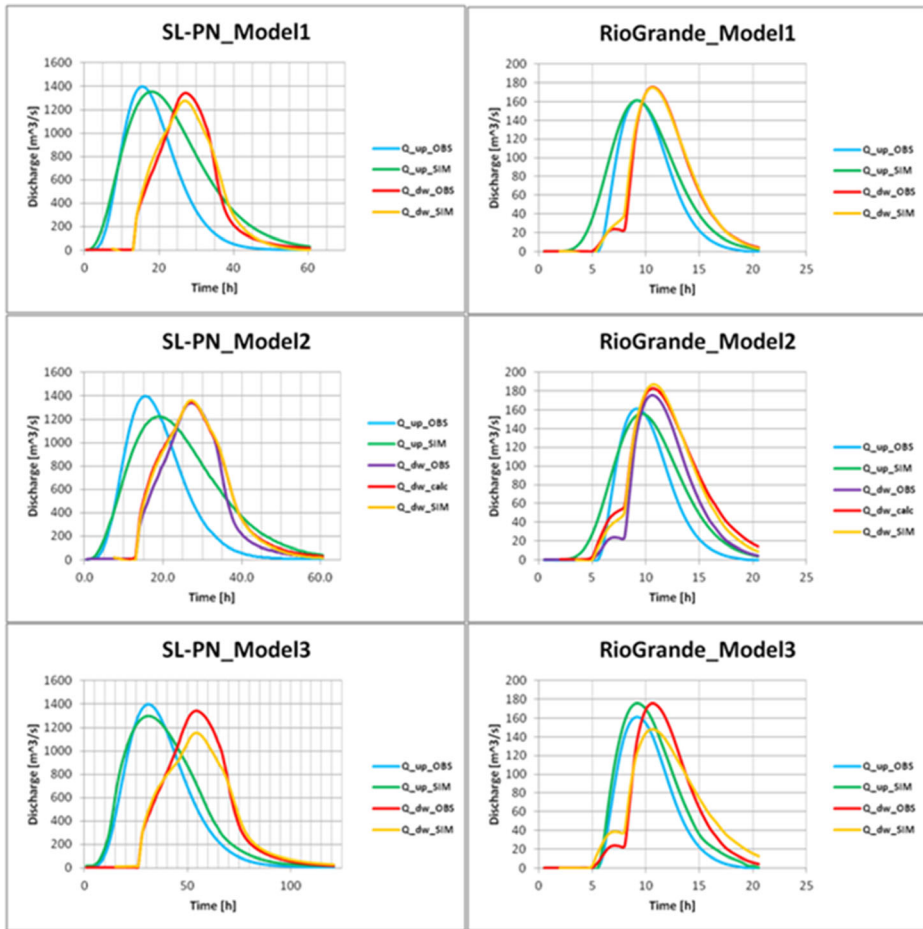 SL-PN_Model1
Discharge [m^3/s]
1600
1400
1200
1000
800
600
400
200
0
0 20 40 60
Time [h]
Q_up_OBS
Q_up_SIM
Q_dw_OBS
Q_dw_SIM
RioGrande_Model1
Discharge [m^3/s]
200
180
160
140
120
100
80
60
40
20
0
0 5 10 15 20 25
Time [h]
Q_up_OBS
Q_up_SIM
Q_dw_OBS
Q_dw_SIM
SL-PN_Model2
Discharge [m^3/s]
1600
1400
1200
1000
800
600
400
200
0
0.0 20.0 40.0 60.0
Time [h]
Q_up_OBS
Q_up_SIM
Q_dw_OBS
Q_dw_calc
Q_dw_SIM
RioGrande_Model2
Discharge [m^3/s]
200
180
160
140
120
100
80
60
40
20
0
0 5 10 15 20 25
Time [h]
Q_up_OBS
Q_up_SIM
Q_dw_OBS
Q_dw_calc
Q_dw_SIM
SL-PN_Model3
Discharge [m^3/s]
1600
1400
1200
1000
800
600
400
200
0
0 50 100
Time [h]
Q_up_OBS
Q_up_SIM
Q_dw_OBS
Q_dw_SIM
RioGrande_Model3
Discharge [m^3/s]
200
180
160
140
120
100
80
60
40
20
0
0 5 10 15 20 25
Time [h]
Q_up_OBS
Q_up_SIM
Q_dw_OBS
Q_dw_SIM